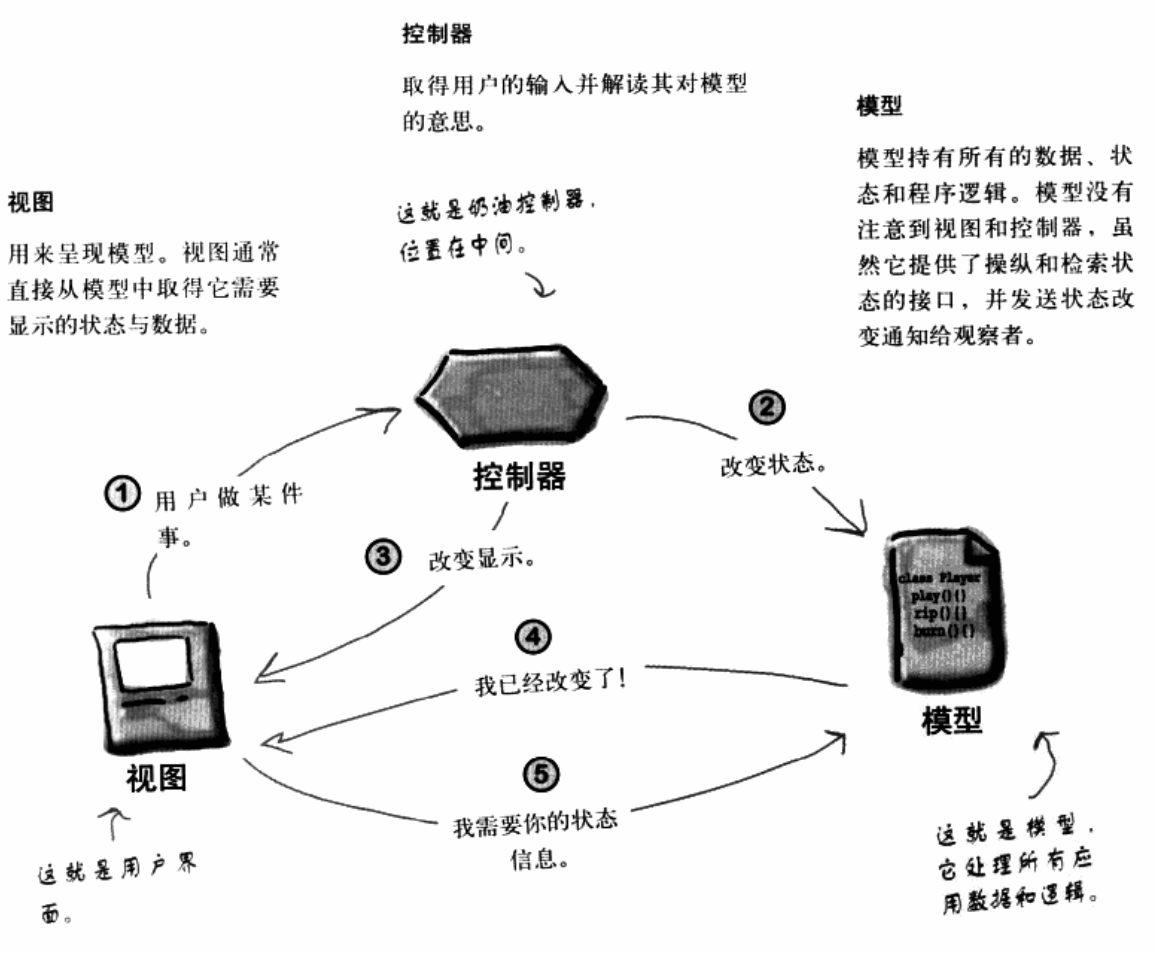 控制器
取得用户的输入并解读其对模型
的意思。
模型
模型持有所有的数据、状
态和程序逻辑。模型没有
注意到视图和控制器，虽
然它提供了操纵和检索状
态的接口，并发送状态改
变通知给观察者。
视图
用来呈现模型。视图通常
直接从模型中取得它需要
显示的状态与数据。
这就是奶油控制器，
位置在中间。
控制器
①
用户做某件
事。
②
改变状态。
③
改变显示。
class Player
play(){}
rip(){}
burn(){}
模型
④
我已经改变了!
视图
⑤
我需要你的状态
信息。
这就是用户界
面。
这就是模型，
它处理所有应
用数据和逻辑。